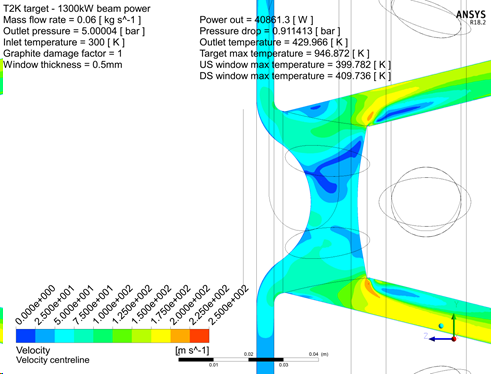 T2K target - 1300kW beam power
Mass flow rate = 0.06 [ kg s^-1 ]
Outlet pressure = 5.00004 [ bar ]
Inlet temperature = 300 [ K ]
Graphite damage factor = 1
Window thickness = 0.5mm
Power out = 40861.3 [ W ]
Pressure drop = 0.911413 [ bar ]
Outlet temperature = 429.966 [ K ]
Target max temperature = 946.872 [ K ]
US window max temperature = 399.782 [ K ]
DS window max temperature = 409.736 [ K ]
ANSYS
R18.2
0.000e+000
2.500e+001
5.000e+001
7.500e+001
1.000e+002
1.250e+002
1.500e+002
1.750e+002
2.000e+002
2.250e+002
2.500e+002
Velocity
[m s^-1]
Velocity centreline
0.02
0.04 (m)
0.01
0.03